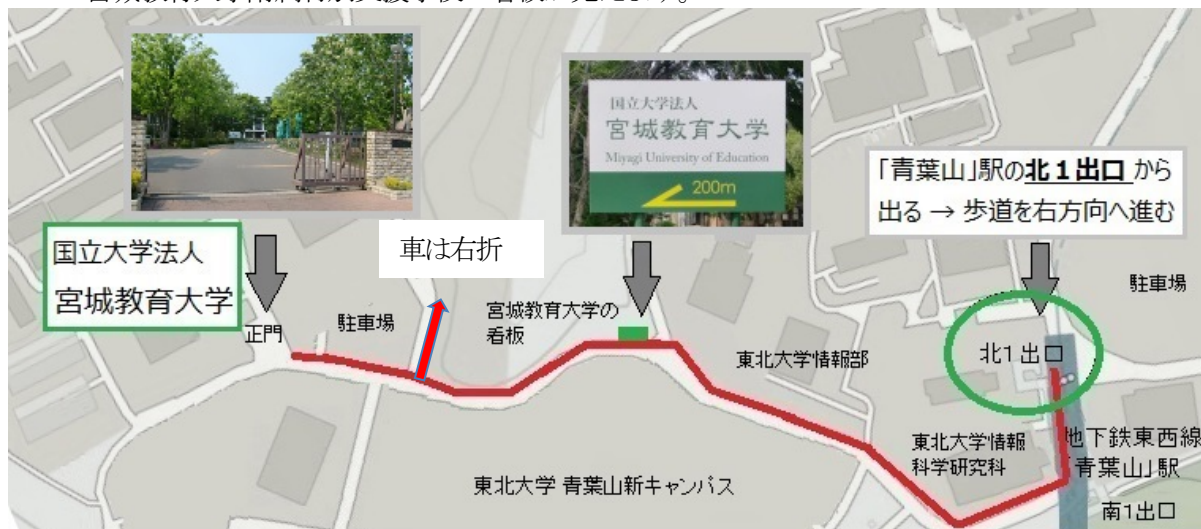 国立大学法人
宮城教育大学
Miyagi University of Education
200m
「青葉山」駅の北1出口から
出る → 歩道を右方向へ進む
国立大学法人
宮城教育大学
車は右折
正門
駐車場
宮城教育大学の
看板
東北大学情報部
駐車場
北1出口
東北大学情報
科学研究科
地下鉄東西線
「青葉山」駅
南1出口
東北大学 青葉山新キャンパス